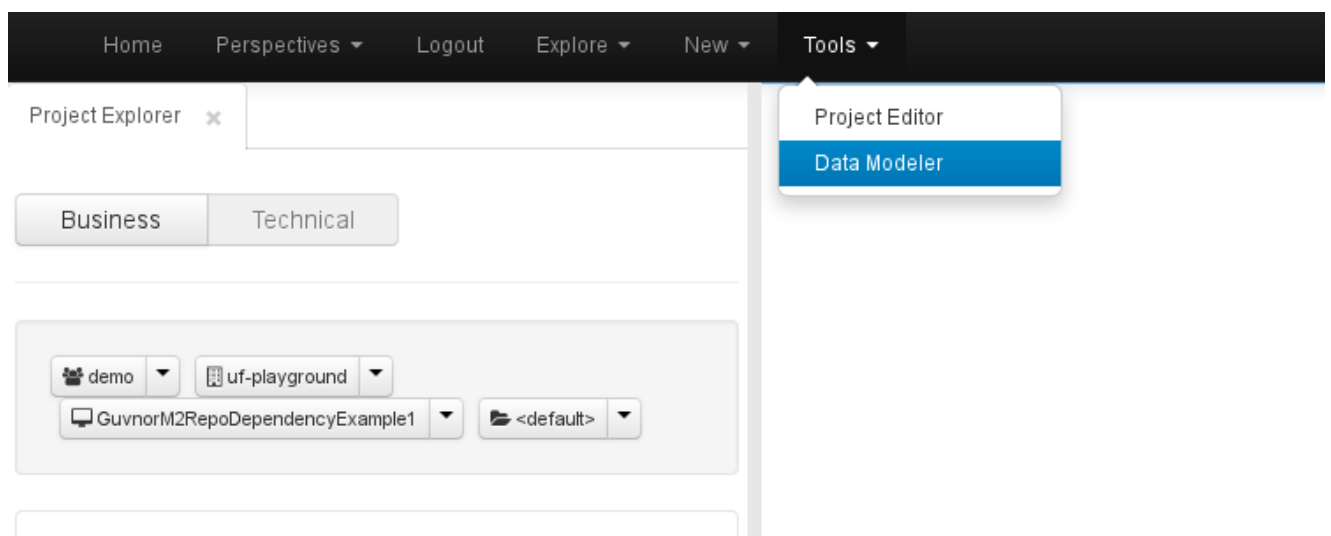 Home Perspectives Logout Explore New Tools
Project Explorer
Project Editor
Data Modeler
Business Technical
demo uf-playground
GuvnorM2RepoDependencyExample1 <default>